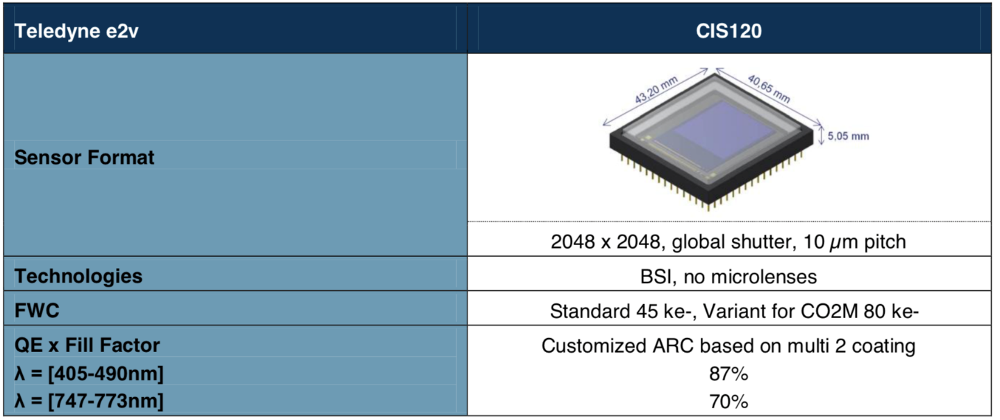 Teledyne e2v
CIS120
43,20 mm
40,65 mm
5,05 mm
Sensor Format
2048 x 2048, global shutter, 10 µm pitch
Technologies
BSI, no microlenses
FWC
Standard 45 ke-, Variant for CO2M 80 ke-
QE x Fill Factor
Customized ARC based on multi 2 coating
λ = [405-490nm]
87%
λ = [747-773nm]
70%